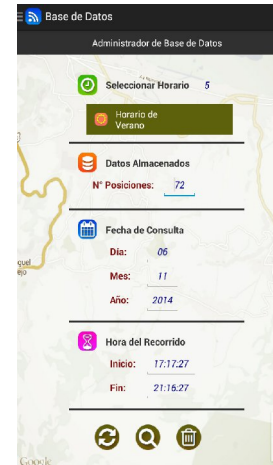 Base de Datos
Administrador de Base de Datos
Seleccionar Horario 5
Horario de
Verano
Datos Almacenados
N° Posiciones: 72
Fecha de Consulta
Día: 06
Mes: 11
Año: 2014
Hora del Recorrido
Inicio: 17:17:27
Fin: 21:16:27
Google